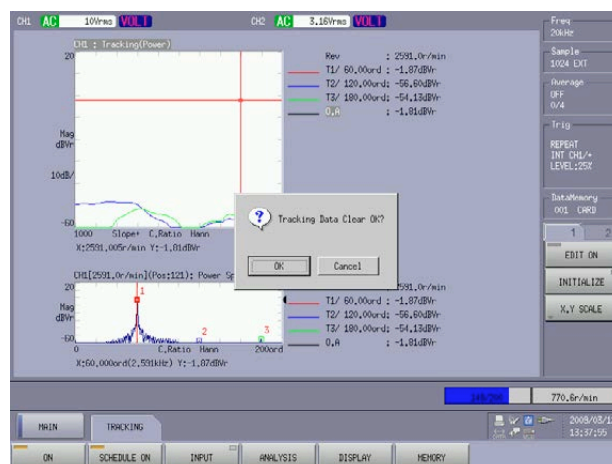 CH1 AC 10Vrms VOLT CH2 AC 3.16Vrms VOLT
Freq
20kHz
Sample
1024 EXT
Average
OFF
0/4
Trig
REPEAT
INT CH1/+
LEVEL:25%
DataMemory
001 CARD
1 2
EDIT ON
INITIALIZE
X,Y SCALE
CH1 : Tracking(Power)
20
Mag
dBVr
10dB/
-60
1000 Slope+ C.Ratio Hann
X:2591.005r/min Y:-1.81dBVr
Rev : 2591.0r/min
T1/ 60.00ord : -1.87dBVr
T2/ 120.00ord: -56.60dBVr
T3/ 180.00ord: -54.13dBVr
O.A : -1.81dBVr
Tracking Data Clear OK?
OK Cancel
CH1[2591.0r/min](Pos:121): Power Sp
20
Mag
dBVr
-60
1
2
3
0 C.Ratio Hann 200ord
X:60.000ord(2.591kHz) Y:-1.87dBVr
2591.0r/min
T1/ 60.00ord : -1.87dBVr
T2/ 120.00ord: -56.60dBVr
T3/ 180.00ord: -54.13dBVr
O.A : -1.81dBVr
770.6r/min
MAIN TRACKING
13:37:55
ON SCHEDULE ON INPUT ANALYSIS DISPLAY MEMORY